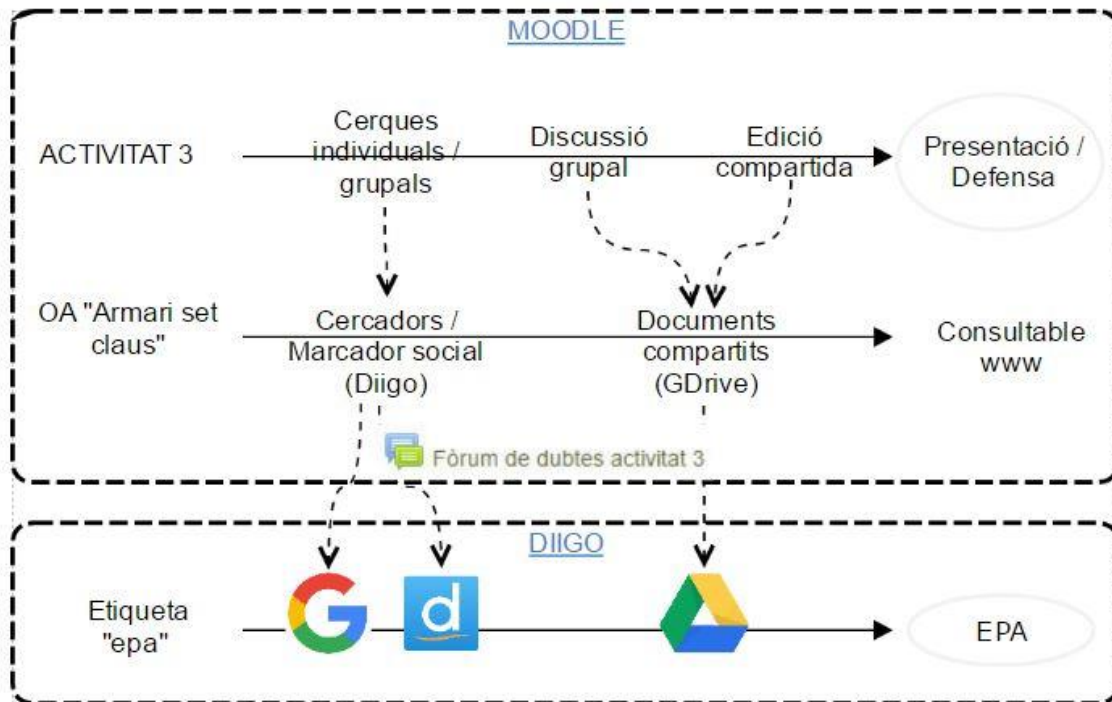 MOODLE
ACTIVITAT 3
Cerques
individuals /
grupals
Discussió
grupal
Edició
compartida
Presentació /
Defensa
OA "Armari set
claus"
Cercadors /
Marcador social
(Diigo)
Documents
compartits
(GDrive)
Consultable
www
Fòrum de dubtes activitat 3
DIIGO
Etiqueta
"epa"
d
EPA